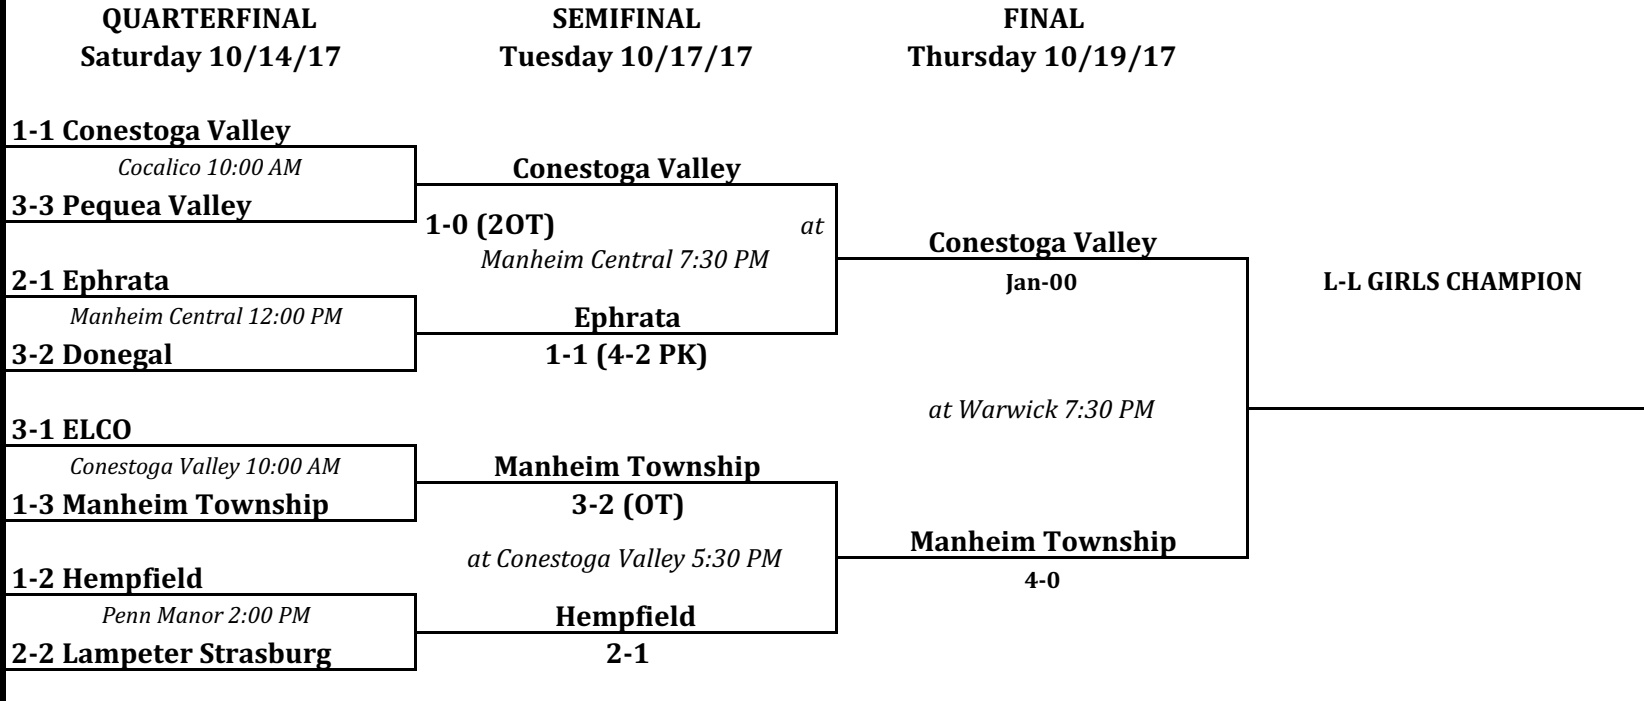 QUARTERFINAL
Saturday 10/14/17
SEMIFINAL
Tuesday 10/17/17
FINAL
Thursday 10/19/17
1-1 Conestoga Valley
Cocalico 10:00 AM
3-3 Pequea Valley
2-1 Ephrata
Manheim Central 12:00 PM
3-2 Donegal
3-1 ELCO
Conestoga Valley 10:00 AM
1-3 Manheim Township
1-2 Hempfield
Penn Manor 2:00 PM
2-2 Lampeter Strasburg
Conestoga Valley
1-0 (2OT) at
Manheim Central 7:30 PM
Ephrata
1-1 (4-2 PK)
Manheim Township
3-2 (OT)
at Conestoga Valley 5:30 PM
Hempfield
2-1
Conestoga Valley
Jan-00
at Warwick 7:30 PM
Manheim Township
4-0
L-L GIRLS CHAMPION